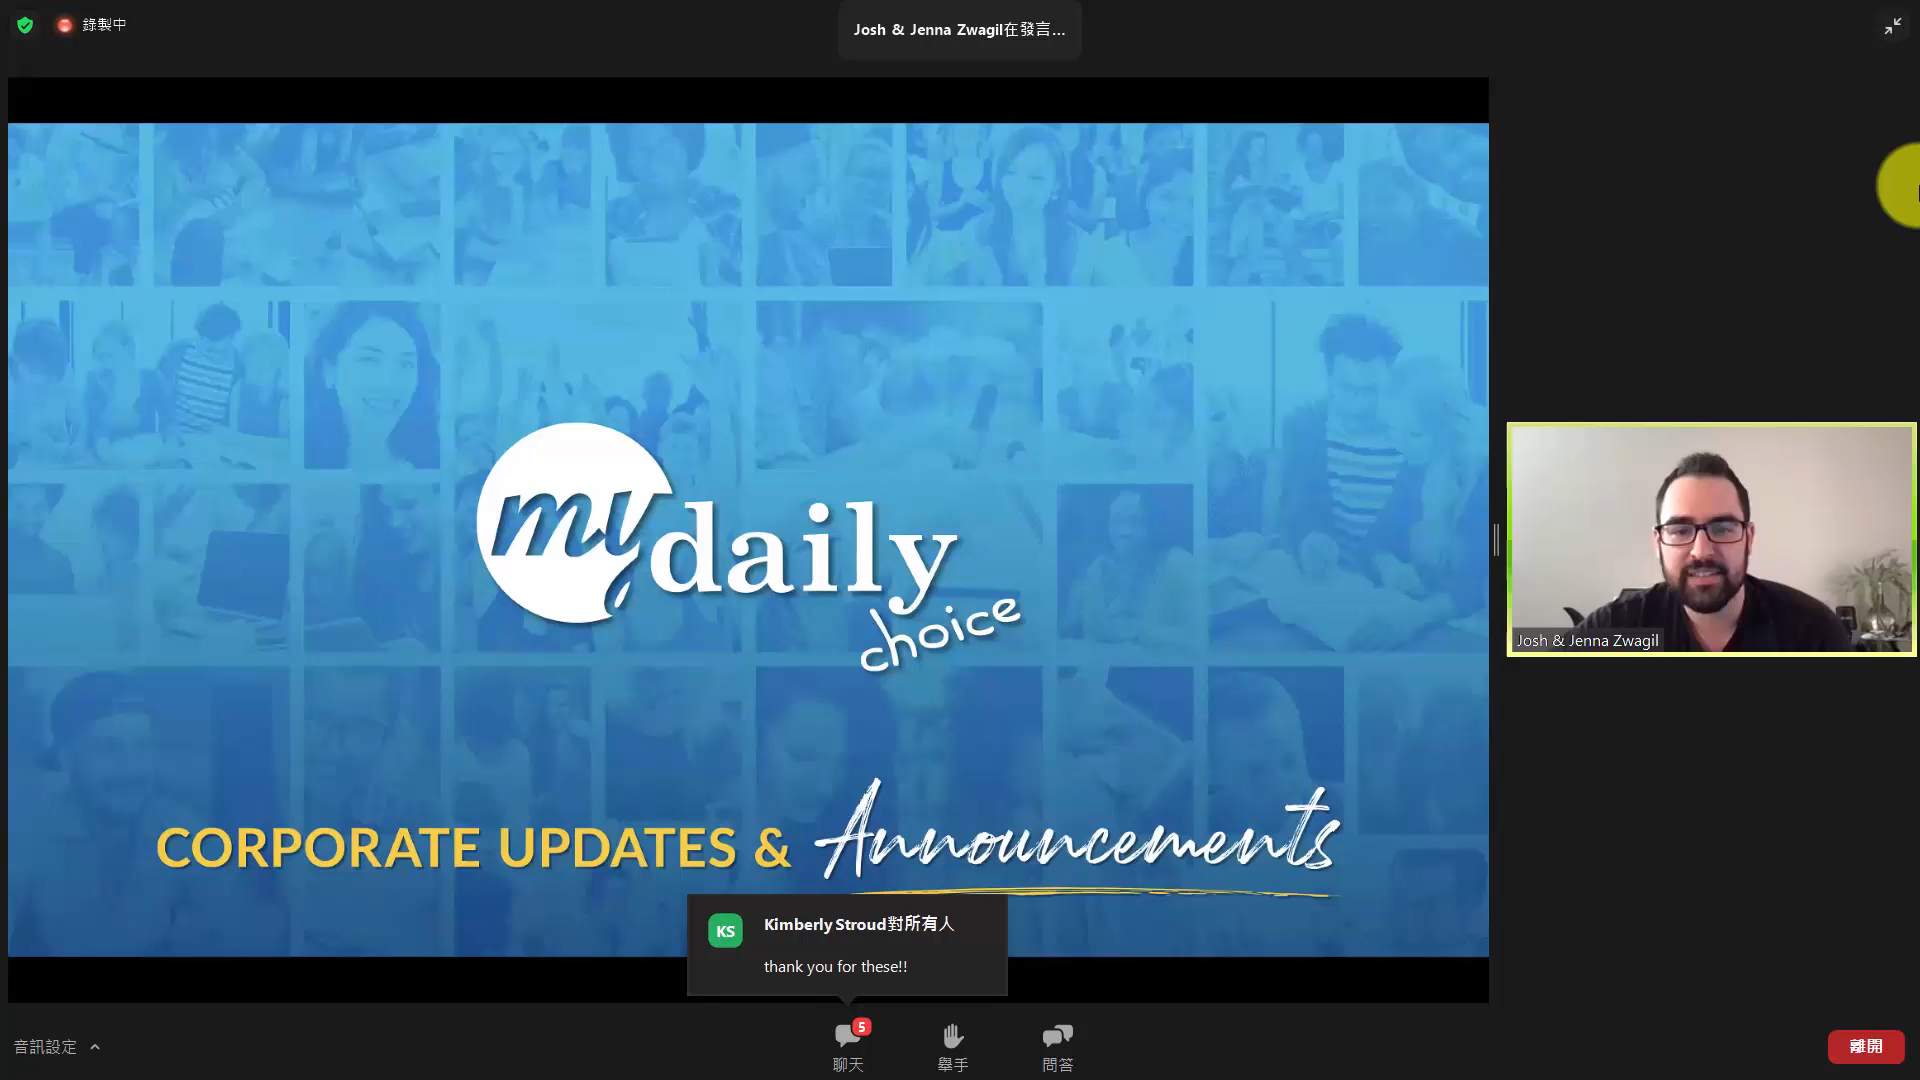 錄製中
Josh & Jenna Zwagil在發言...
my daily
choice
CORPORATE UPDATES & Announcements
Josh & Jenna Zwagil
KS
Kimberly Stroud對所有人
thank you for these!!
音訊設定
5
聊天
舉手
問答
離開